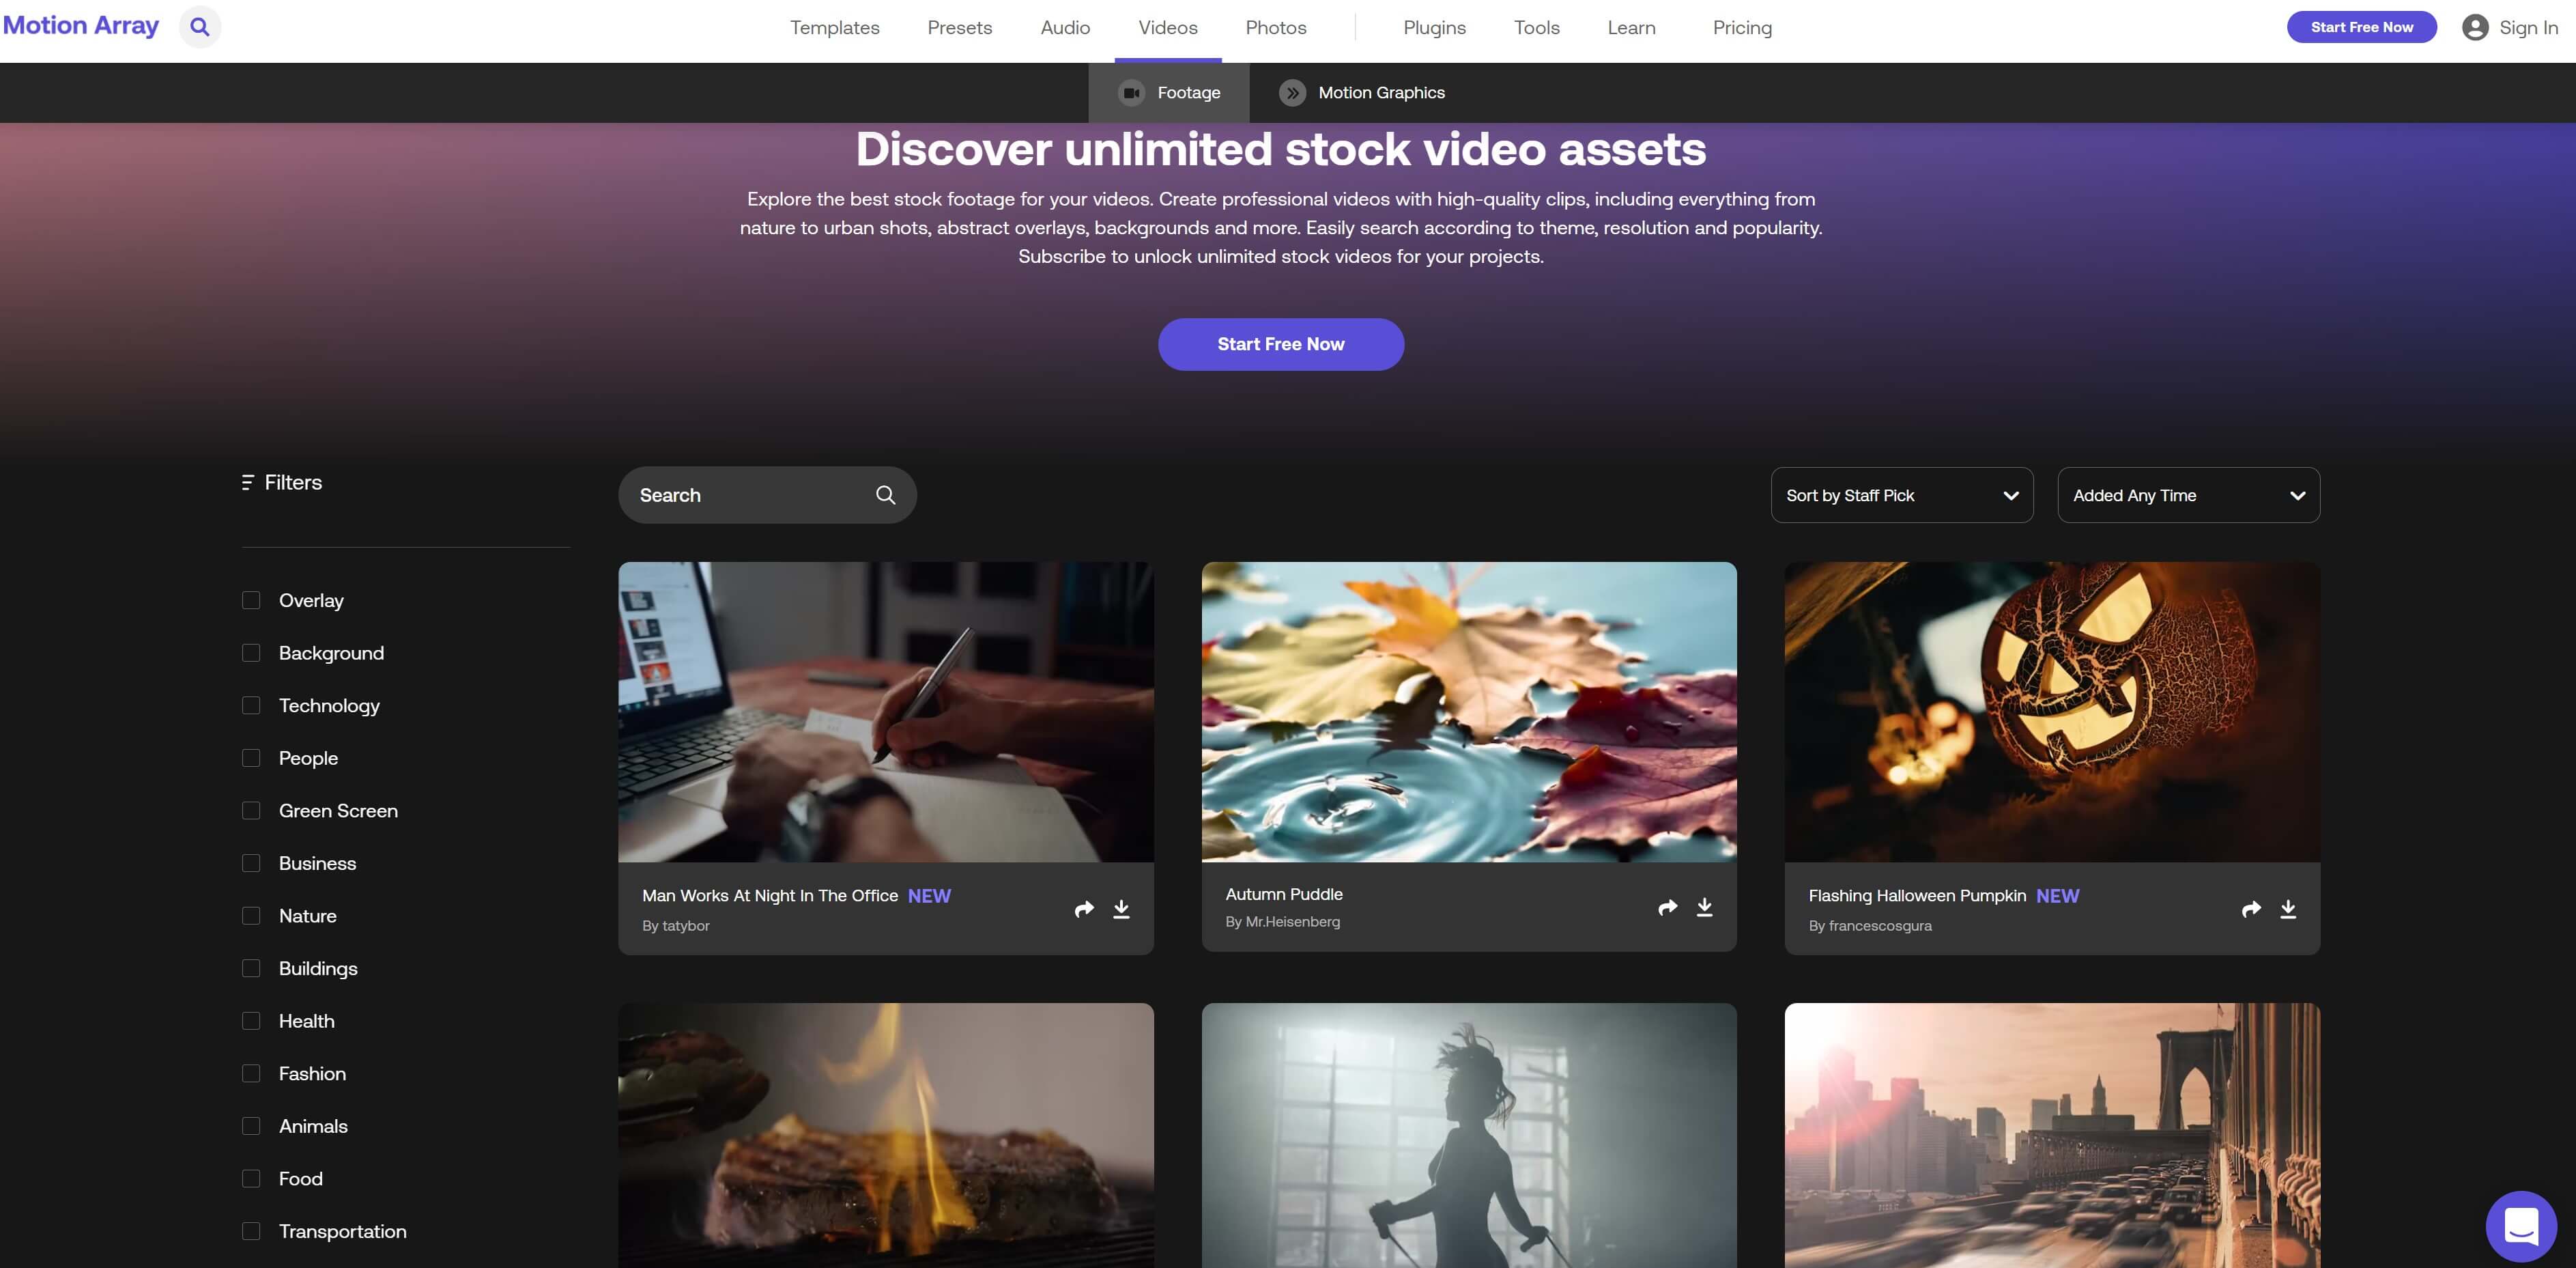 Motion Array
Templates
Presets
Audio
Videos
Photos
Plugins
Tools
Learn
Pricing
Start Free Now
Sign In
Footage
Motion Graphics
Discover unlimited stock video assets
Explore the best stock footage for your videos. Create professional videos with high-quality clips, including everything from
nature to urban shots, abstract overlays, backgrounds and more. Easily search according to theme, resolution and popularity.
Subscribe to unlock unlimited stock videos for your projects.
Start Free Now
Filters
Search
Sort by Staff Pick
Added Any Time
Overlay
Background
Technology
People
Green Screen
Business
Nature
Buildings
Health
Fashion
Animals
Food
Transportation
Man Works At Night In The Office NEW
By tatybor
Autumn Puddle
By Mr.Heisenberg
Flashing Halloween Pumpkin NEW
By francescosgura